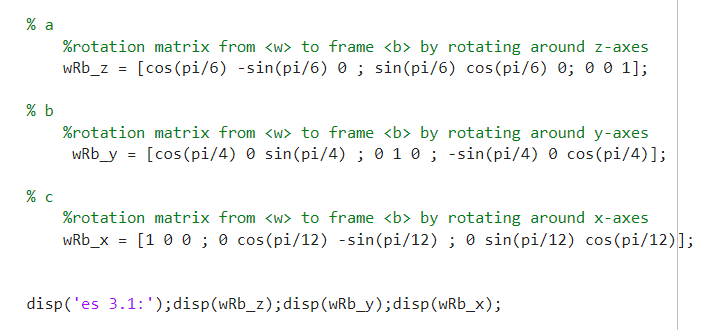 % a
%rotation matrix from <w> to frame <b> by rotating around z-axes
wRb_z = [cos(pi/6) -sin(pi/6) 0 ; sin(pi/6) cos(pi/6) 0; 0 0 1];
% b
%rotation matrix from <w> to frame <b> by rotating around y-axes
wRb_y = [cos(pi/4) 0 sin(pi/4) ; 0 1 0 ; -sin(pi/4) 0 cos(pi/4)];
% c
%rotation matrix from <w> to frame <b> by rotating around x-axes
wRb_x = [1 0 0 ; 0 cos(pi/12) -sin(pi/12) ; 0 sin(pi/12) cos(pi/12)];
disp('es 3.1:');disp(wRb_z);disp(wRb_y);disp(wRb_x);